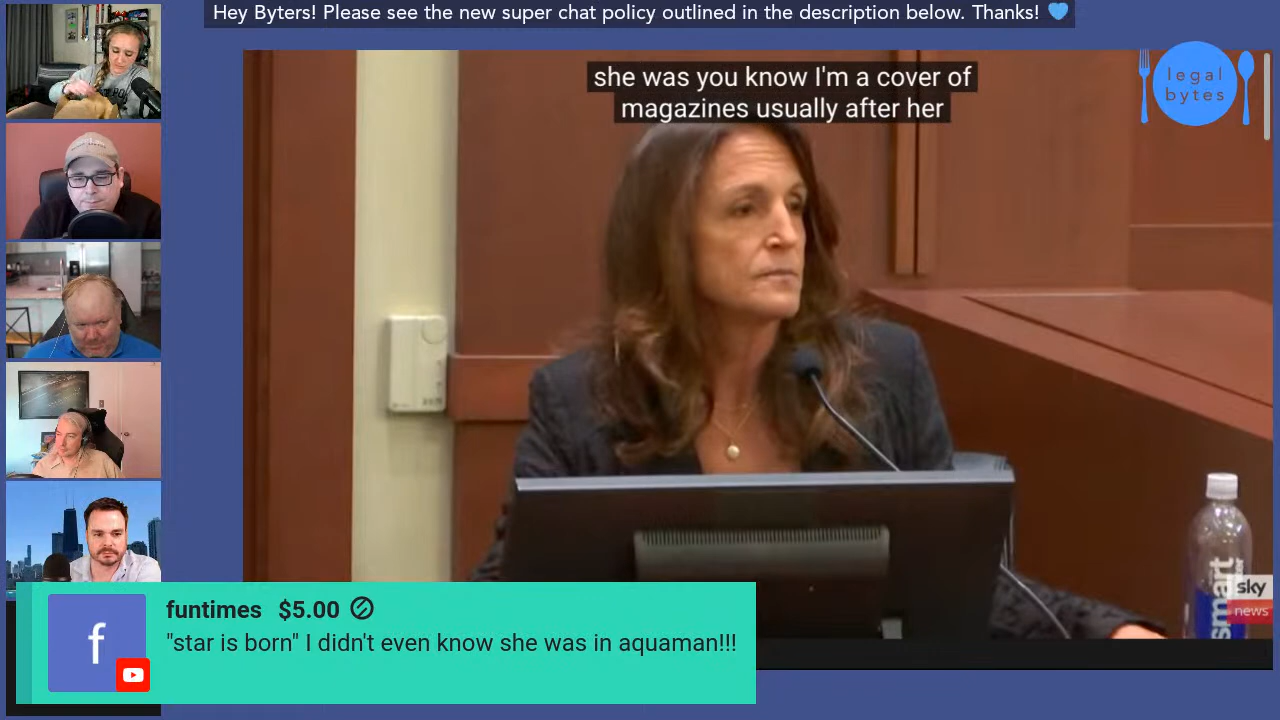 Hey Byters! Please see the new super chat policy outlined in the description below. Thanks! 💙
she was you know I'm a cover of
magazines usually after her
legal
bytes
smart
sky
news
f
funtimes $5.00
"star is born" I didn't even know she was in aquaman!!!